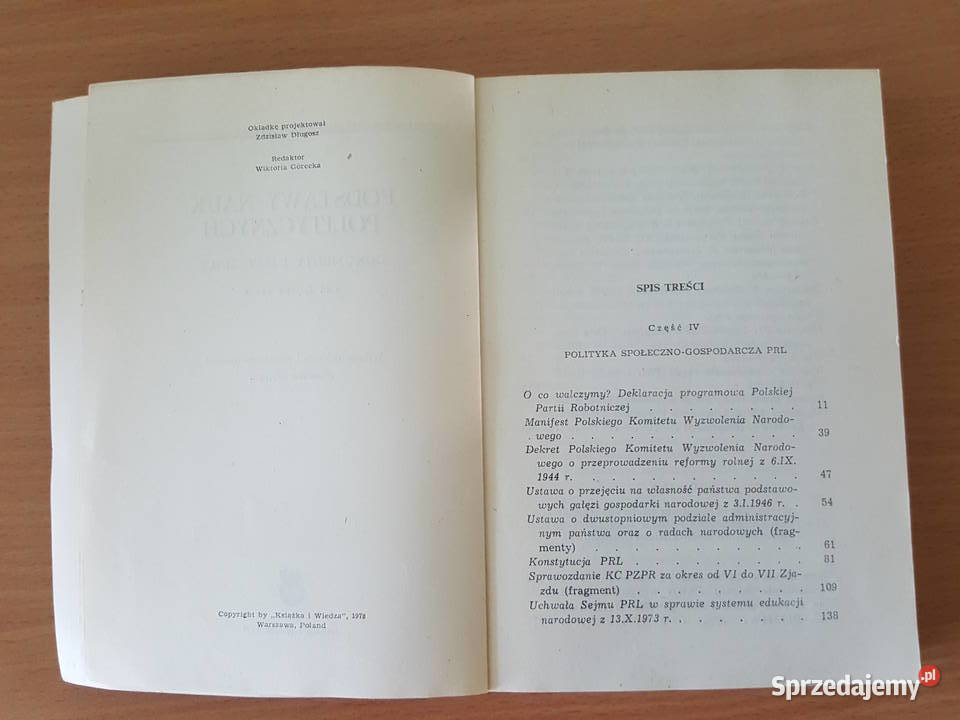 Okładkę projektował
Zdzisław Długosz
Redaktor
Wiktoria Górecka
PODSTAWY NAUK
POLITYCZNYCH
Copyright by „Książka i Wiedza", 1978
Warszawa, Poland
SPIS TREŚCI
Część IV
POLITYKA SPOŁECZNO-GOSPODARCZA PRL
O co walczymy? Deklaracja programowa Polskiej
Partii Robotniczej . . . . . . . . 11
Manifest Polskiego Komitetu Wyzwolenia Narodo-
wego . . . . . . . . . . . . 39
Dekret Polskiego Komitetu Wyzwolenia Narodo-
wego o przeprowadzeniu reformy rolnej z 6.IX.
1944 r. . . . . . . . . . . . 47
Ustawa o przejęciu na własność państwa podstawo-
wych gałęzi gospodarki narodowej z 3.I.1946 r. . 54
Ustawa o dwustopniowym podziale administracyj-
nym państwa oraz o radach narodowych (frag-
menty) . . . . . . . . . . . 61
Konstytucja PRL . . . . . . . . . 81
Sprawozdanie KC PZPR za okres od VI do VII Zja-
zdu (fragment) . . . . . . . . . 109
Uchwała Sejmu PRL w sprawie systemu edukacji
narodowej z 13.X.1973 r. . . . . . . 138
Sprzedajemy.pl